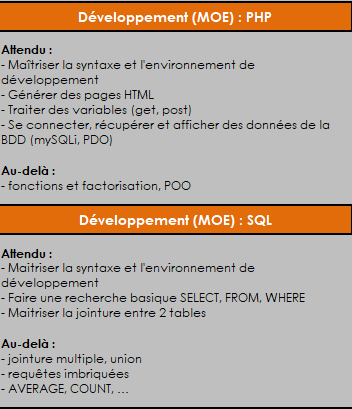 Développement (MOE) : PHP
Attendu :
- Maîtriser la syntaxe et l'environnement de
développement
- Générer des pages HTML
- Traiter des variables (get, post)
- Se connecter, récupérer et afficher des données de la
BDD (mySQLi, PDO)
Au-delà :
- fonctions et factorisation, POO
Développement (MOE) : SQL
Attendu :
- Maitriser la syntaxe et l'environnement de
développement
- Faire une recherche basique SELECT, FROM, WHERE
- Maitriser la jointure entre 2 tables
Au-delà :
- jointure multiple, union
- requêtes imbriquées
- AVERAGE, COUNT, ...